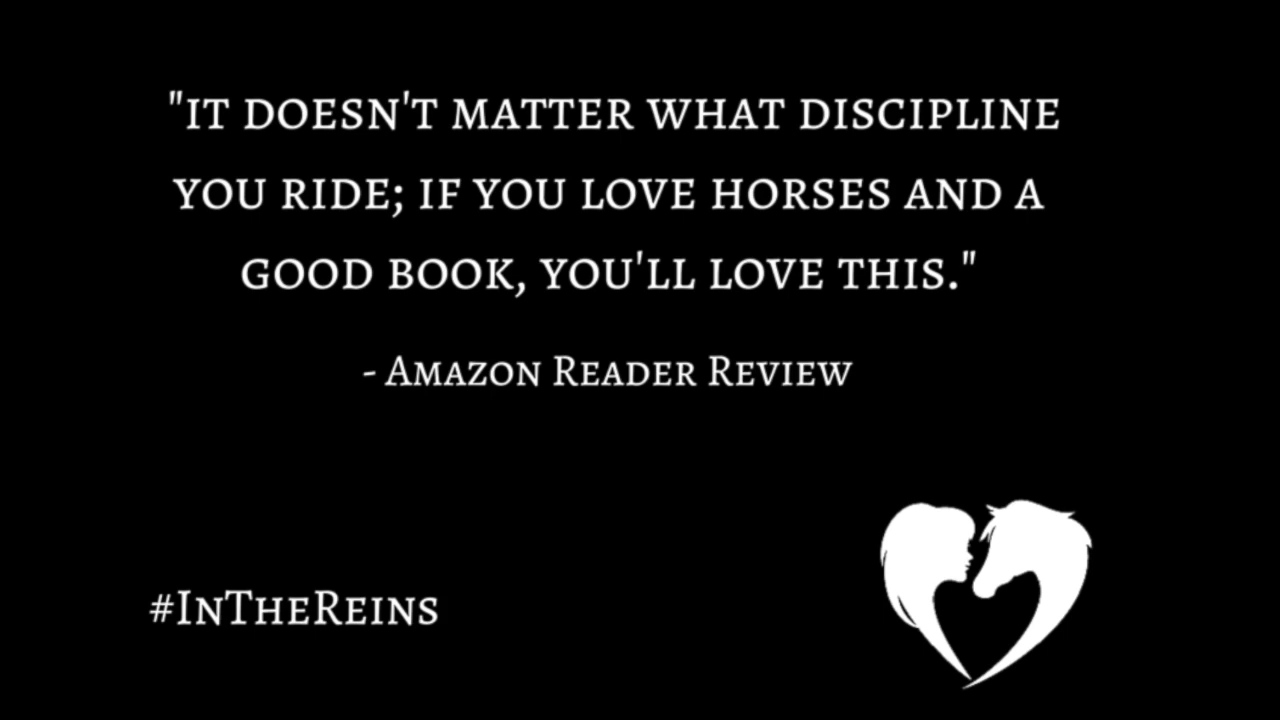 "IT DOESN'T MATTER WHAT DISCIPLINE
YOU RIDE; IF YOU LOVE HORSES AND A
GOOD BOOK, YOU'LL LOVE THIS."
- Amazon Reader Review
#InTheReins